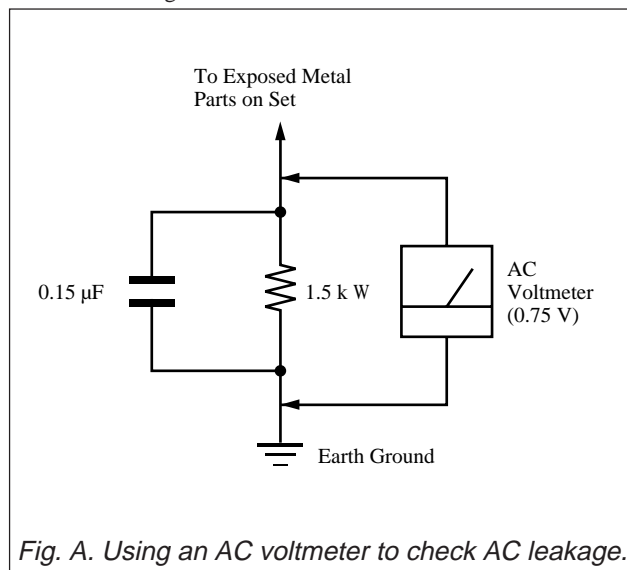 To Exposed Metal
Parts on Set
0.15 µF
1.5 k W
AC
Voltmeter
(0.75 V)
Earth Ground
Fig. A. Using an AC voltmeter to check AC leakage.